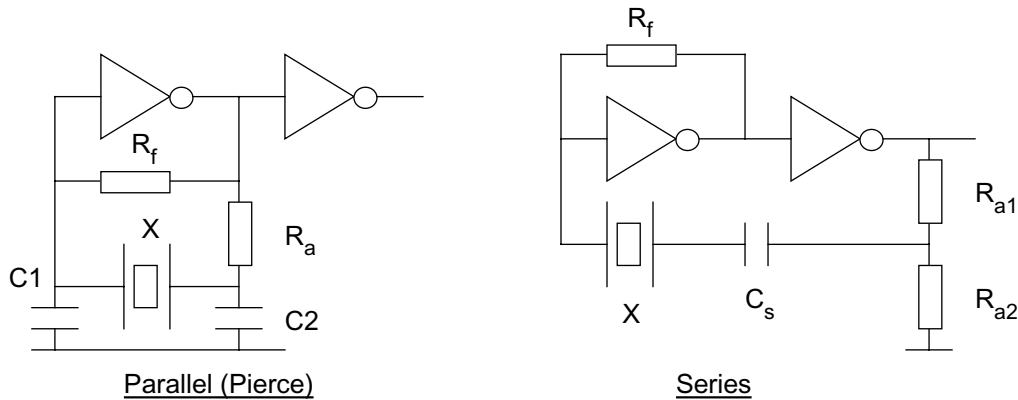 R_f
X
R_a
C1
C2
Parallel (Pierce)
R_f
R_a1
X
C_s
R_a2
Series